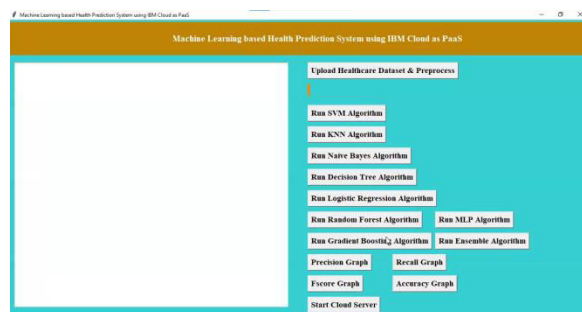 Machine Learning based Health Prediction System using IBM Cloud as PaaS
Machine Learning based Health Prediction System using IBM Cloud as PaaS
Upload Healthcare Dataset & Preprocess
Run SVM Algorithm
Run KNN Algorithm
Run Naive Bayes Algorithm
Run Decision Tree Algorithm
Run Logistic Regression Algorithm
Run Random Forest Algorithm Run MLP Algorithm
Run Gradient Boosting Algorithm Run Ensemble Algorithm
Precision Graph Recall Graph
Fscore Graph Accuracy Graph
Start Cloud Server